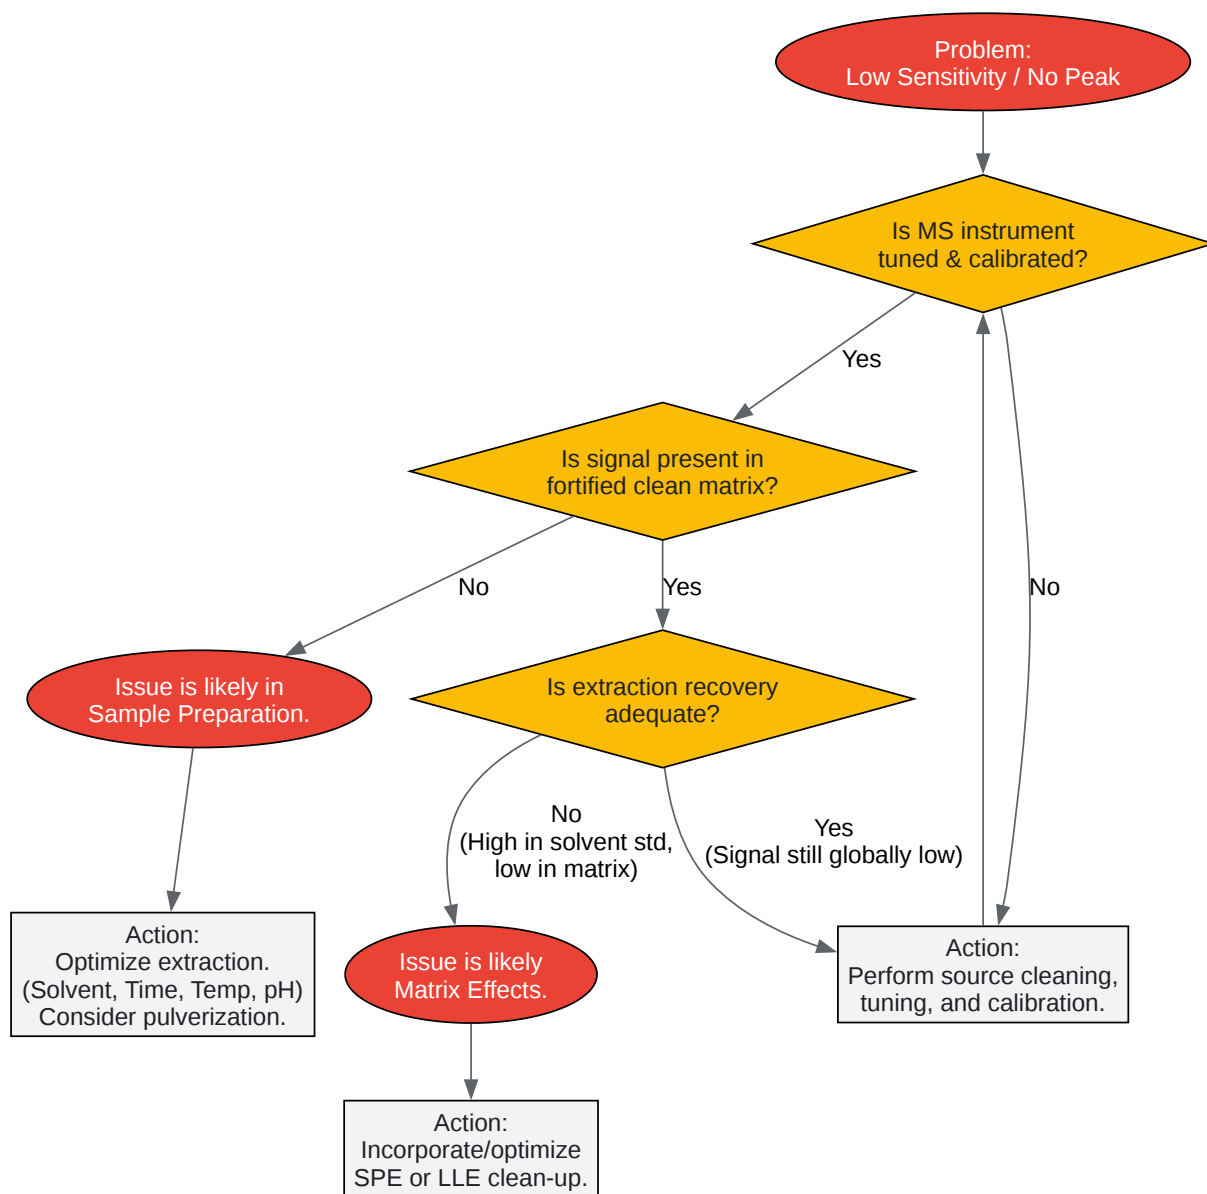 Problem:
Low Sensitivity / No Peak
Is MS instrument
tuned & calibrated?
Yes
Is signal present in
fortified clean matrix?
No
Yes
No
Issue is likely in
Sample Preparation.
Is extraction recovery
adequate?
No
(High in solvent std,
low in matrix)
Yes
(Signal still globally low)
Action:
Optimize extraction.
(Solvent, Time, Temp, pH)
Consider pulverization.
Issue is likely
Matrix Effects.
Action:
Perform source cleaning,
tuning, and calibration.
Action:
Incorporate/optimize
SPE or LLE clean-up.